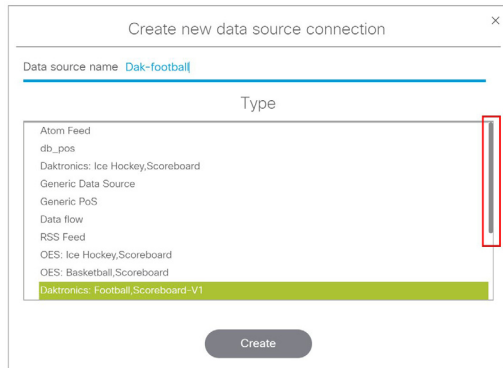 Create new data source connection
Data source name Dak-football
Type
Atom Feed
db_pos
Daktronics: Ice Hockey,Scoreboard
Generic Data Source
Generic PoS
Data flow
RSS Feed
OES: Ice Hockey,Scoreboard
OES: Basketball,Scoreboard
Daktronics: Football,Scoreboard-V1
Create